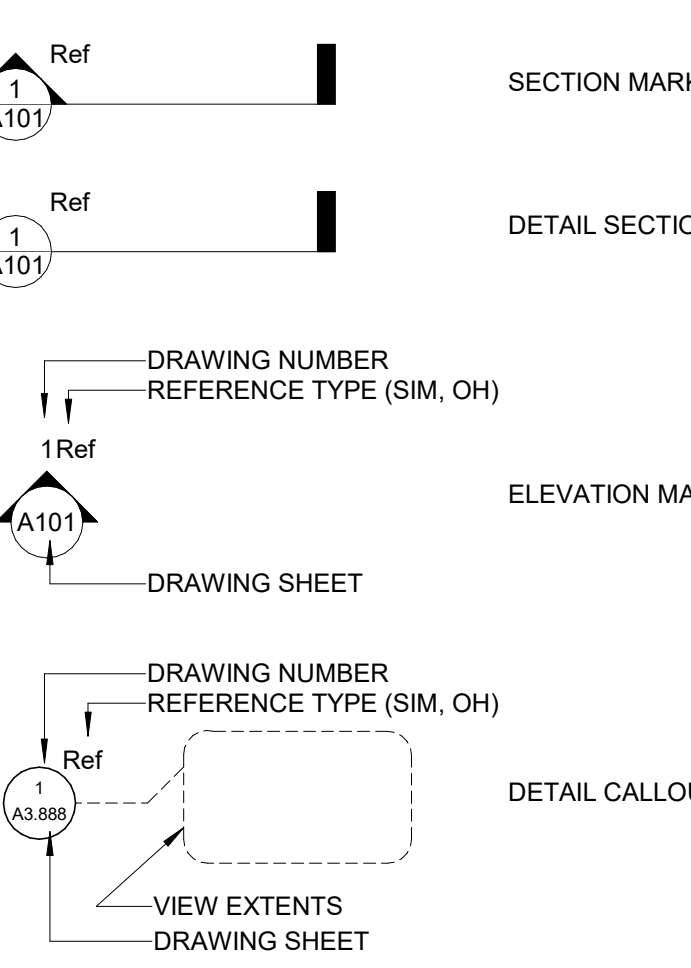 Ref
SECTION MARK
1
A101
Ref
DETAIL SECTIO
1
A101
DRAWING NUMBER
REFERENCE TYPE (SIM, OH)
1 Ref
ELEVATION MA
A101
DRAWING SHEET
DRAWING NUMBER
REFERENCE TYPE (SIM, OH)
Ref
1
A3.888
DETAIL CALLOU
VIEW EXTENTS
DRAWING SHEET